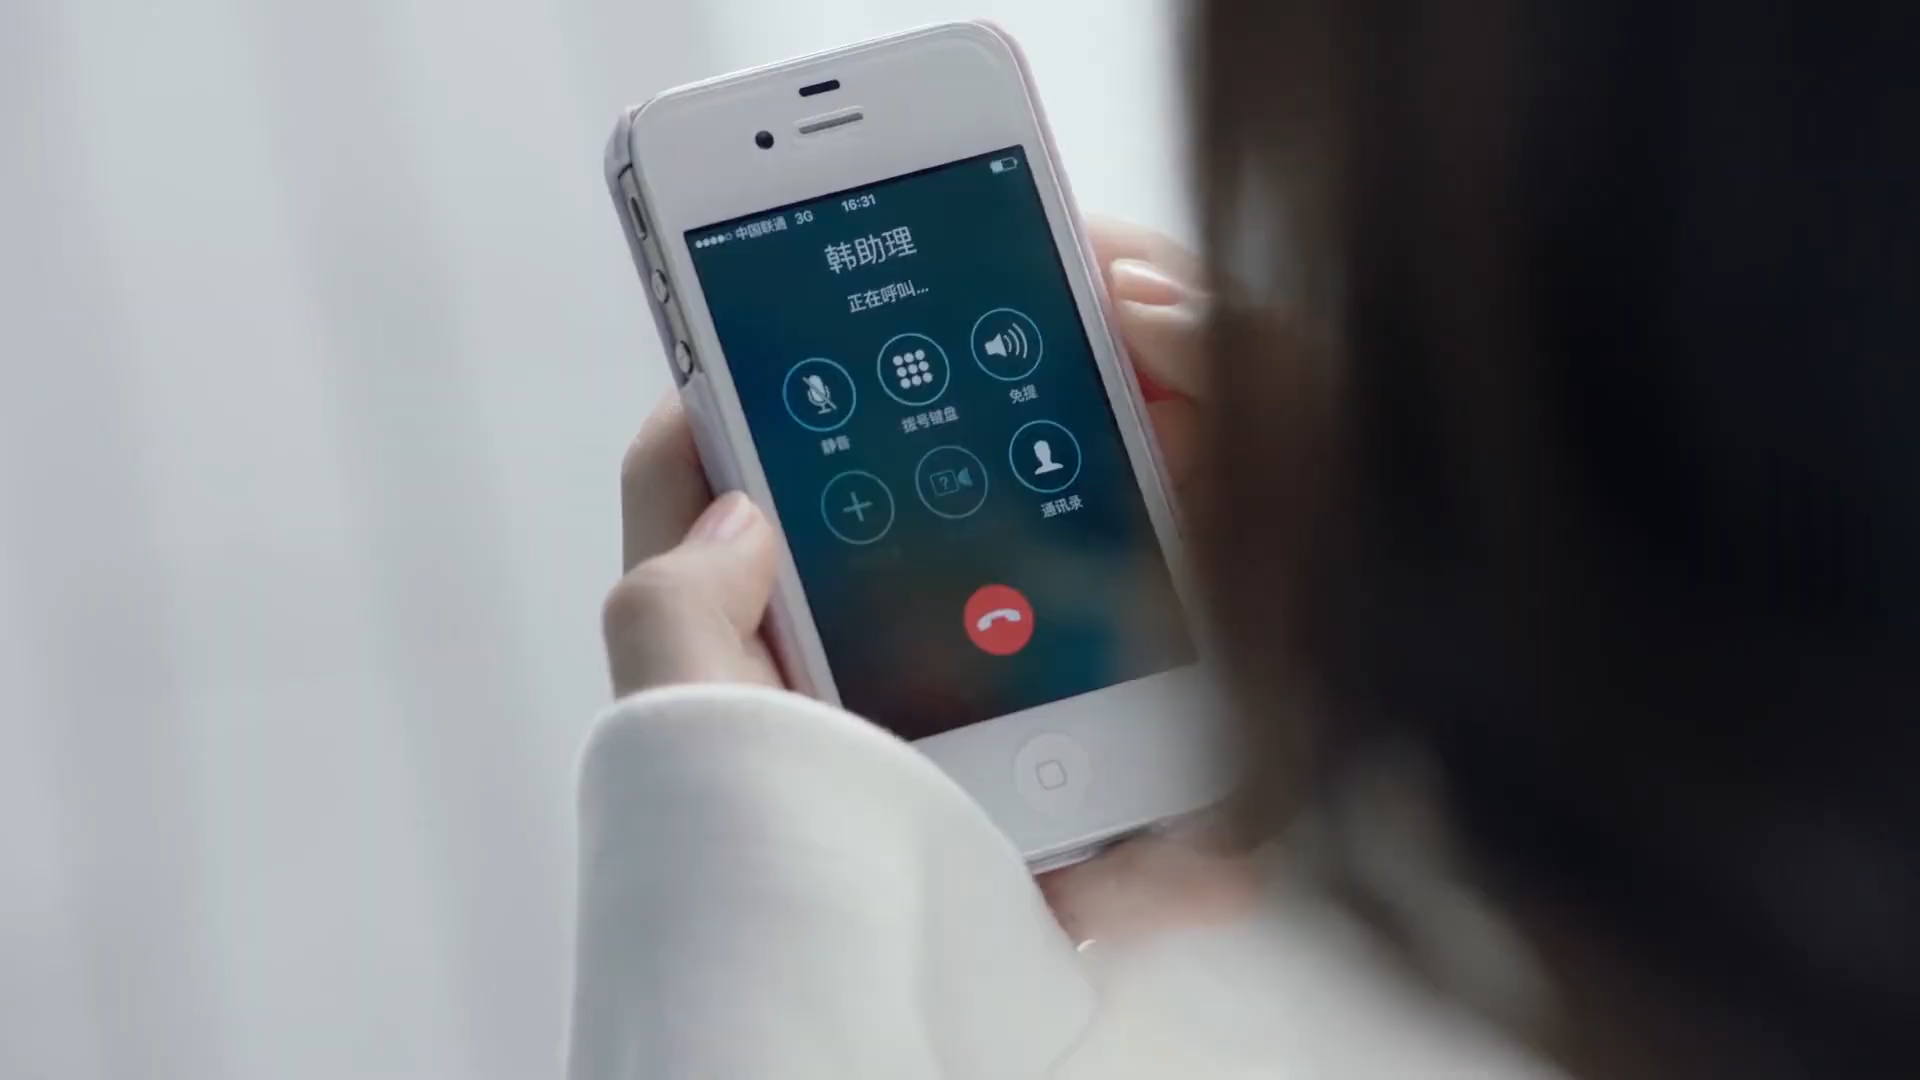 中国联通 3G 16:31
韩助理
正在呼叫...
静音 拨号键盘 免提
通讯录